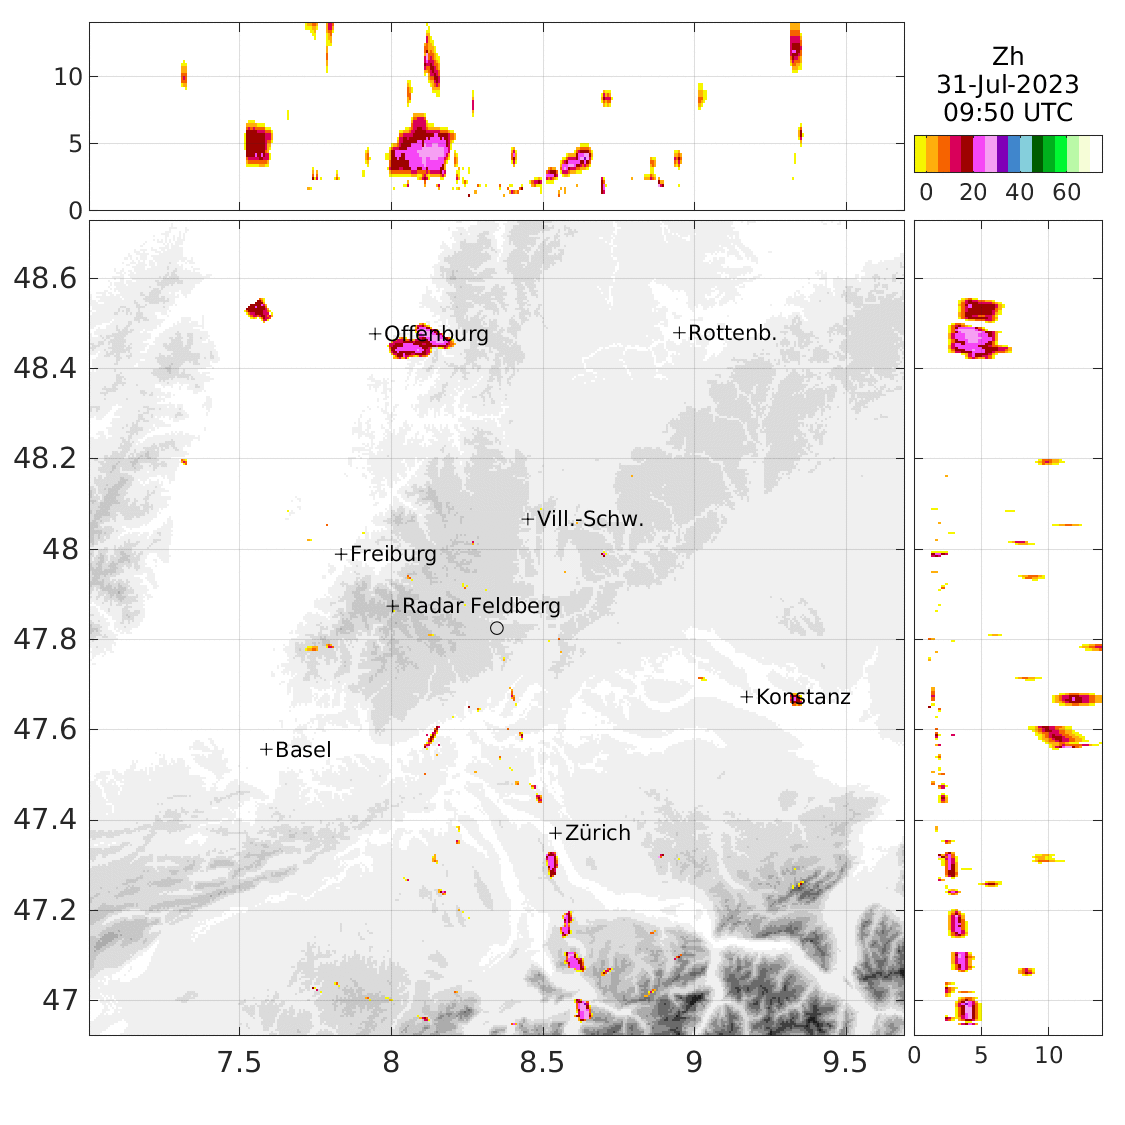 Zh
31-Jul-2023
09:50 UTC
0 20 40 60
10
5
0
48.6
48.4
48.2
48
47.8
47.6
47.4
47.2
47
Offenburg
Rottenb.
Vill.-Schw.
Freiburg
Radar Feldberg
Konstanz
Basel
Zürich
7.5 8 8.5 9 9.5
0 5 10